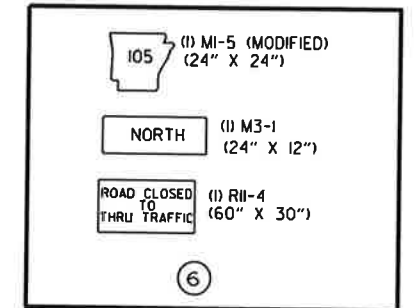 105
(1) M1-5 (MODIFIED)
(24" X 24")
NORTH
(1) M3-1
(24" X 12")
ROAD CLOSED
TO
THRU TRAFFIC
(1) R11-4
(60" X 30")
6